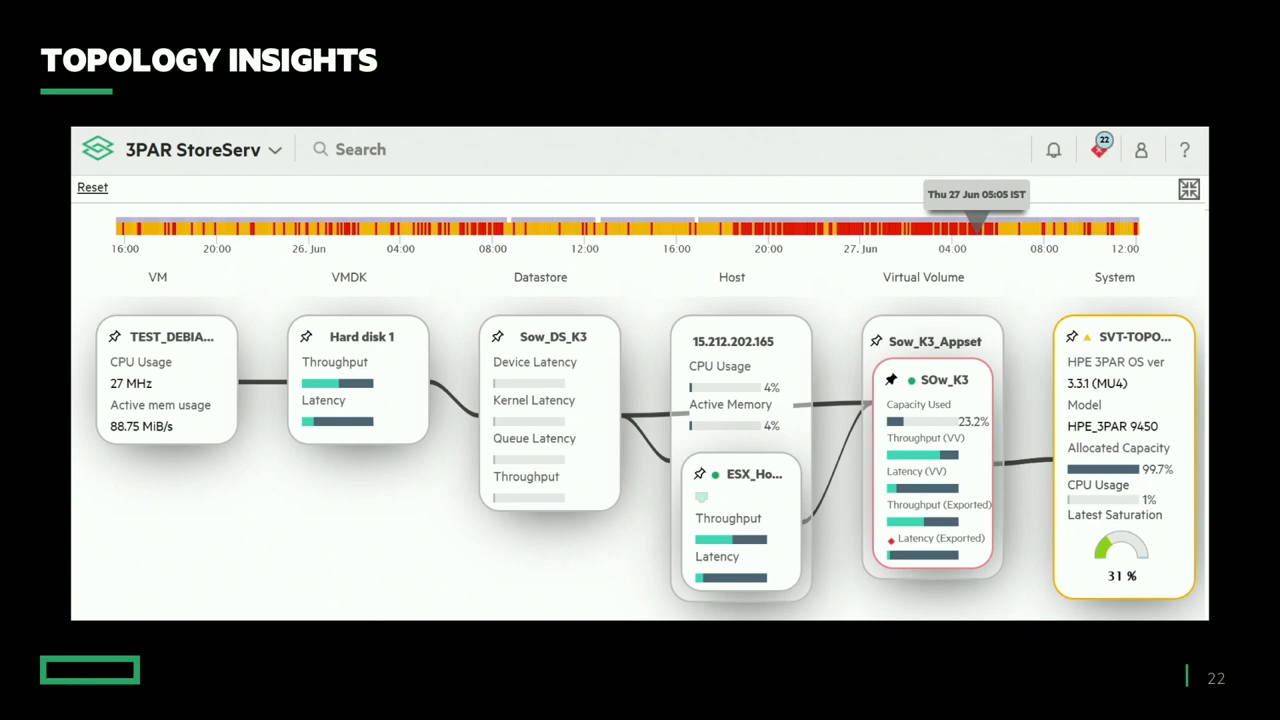 TOPOLOGY INSIGHTS
3PAR StoreServ
Search
22
?
Reset
Thu 27 Jun 05:05 IST
16:00 20:00 26. Jun 04:00 08:00 12:00 16:00 20:00 27. Jun 04:00 08:00 12:00
VM VMDK Datastore Host Virtual Volume System
TEST_DEBIA...
CPU Usage
27 MHz
Active mem usage
88.75 MiB/s
Hard disk 1
Throughput
Latency
Sow_DS_K3
Device Latency
Kernel Latency
Queue Latency
Throughput
15.212.202.165
CPU Usage
4%
Active Memory
4%
ESX_Ho...
Throughput
Latency
Sow_K3_Appset
SOw_K3
Capacity Used
23.2%
Throughput (VV)
Latency (VV)
Throughput (Exported)
Latency (Exported)
SVT-TOPO...
HPE 3PAR OS ver
3.3.1 (MU4)
Model
HPE_3PAR 9450
Allocated Capacity
99.7%
CPU Usage
1%
Latest Saturation
31 %
22